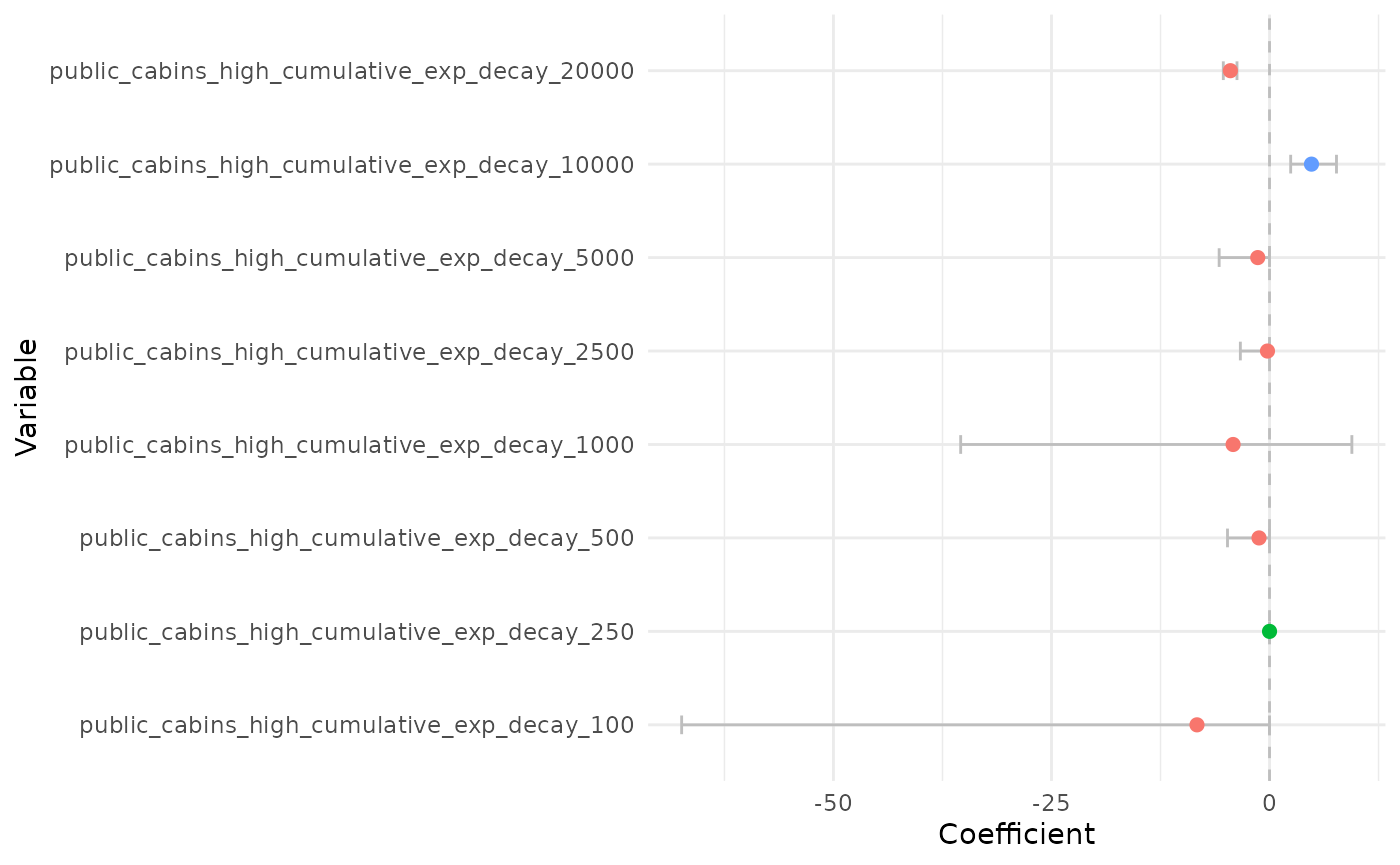 public_cabins_high_cumulative_exp_decay_20000
public_cabins_high_cumulative_exp_decay_10000
public_cabins_high_cumulative_exp_decay_5000
public_cabins_high_cumulative_exp_decay_2500
public_cabins_high_cumulative_exp_decay_1000
public_cabins_high_cumulative_exp_decay_500
public_cabins_high_cumulative_exp_decay_250
public_cabins_high_cumulative_exp_decay_100
Variable
-50 -25 0
Coefficient